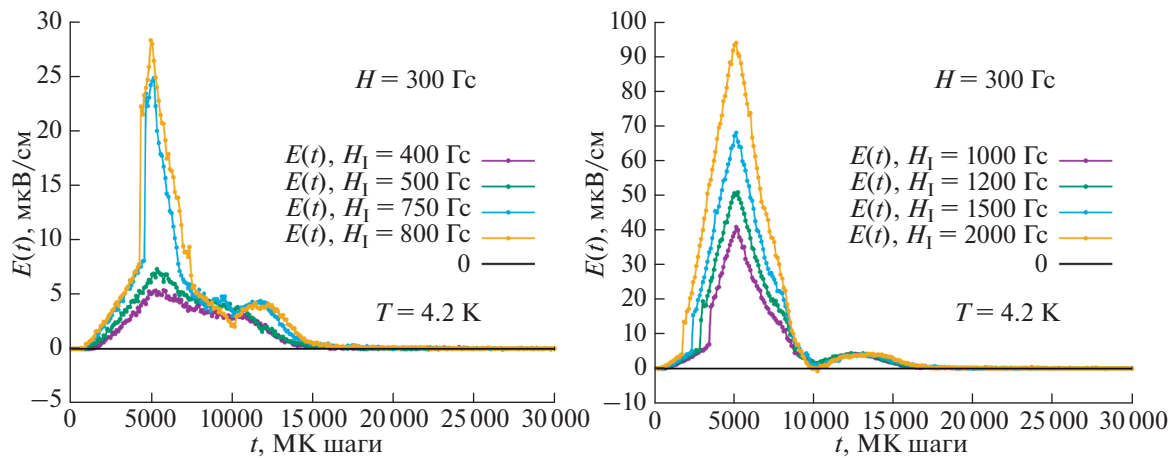 30
25
20
15
10
5
0
−5
E(t), мкВ/см
H = 300 Гс
E(t), H_I = 400 Гс
E(t), H_I = 500 Гс
E(t), H_I = 750 Гс
E(t), H_I = 800 Гс
0
T = 4.2 K
0 5000 10 000 15 000 20 000 25 000 30 000
t, МК шаги
100
90
80
70
60
50
40
30
20
10
0
−10
E(t), мкВ/см
H = 300 Гс
E(t), H_I = 1000 Гс
E(t), H_I = 1200 Гс
E(t), H_I = 1500 Гс
E(t), H_I = 2000 Гс
0
T = 4.2 K
0 5000 10 000 15 000 20 000 25 000 30 000
t, МК шаги